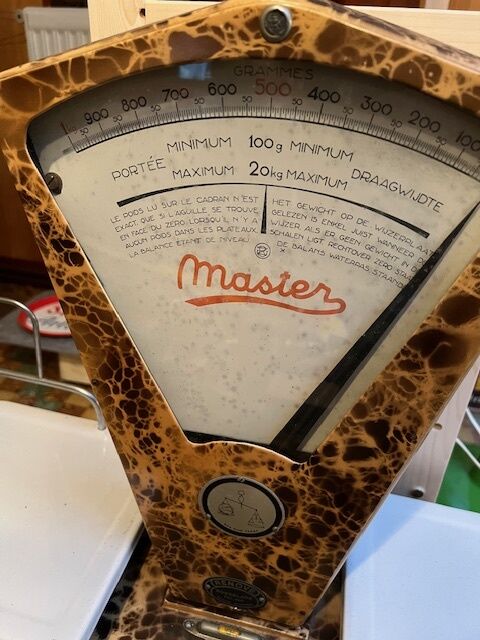 GRAMMES
900 800 700 600 500 400 300 200 100
50 50 50 50 50 50 50 50
PORTÉE MINIMUM 100g MINIMUM DRAAGWIJDTE
MAXIMUM 20kg MAXIMUM
LE POIDS LU SUR LE CADRAN N'EST
EXACT QUE SI L'AIGUILLE SE TROUVE
EN FACE DU ZÉRO LORSQU'IL N'Y A
AUCUN POIDS DANS LES PLATEAUX
LA BALANCE ÉTANT DE NIVEAU
HET GEWICHT OP DE WIJZERPLAAT
GELEZEN IS ENKEL JUIST WANNEER DE
WIJZER ALS ER GEEN GEWICHT IN DE
SCHALEN LIGT RECHTOVER ZERO STAAT
DE BALANS WATERPAS STAANDE
Master
RENOVA